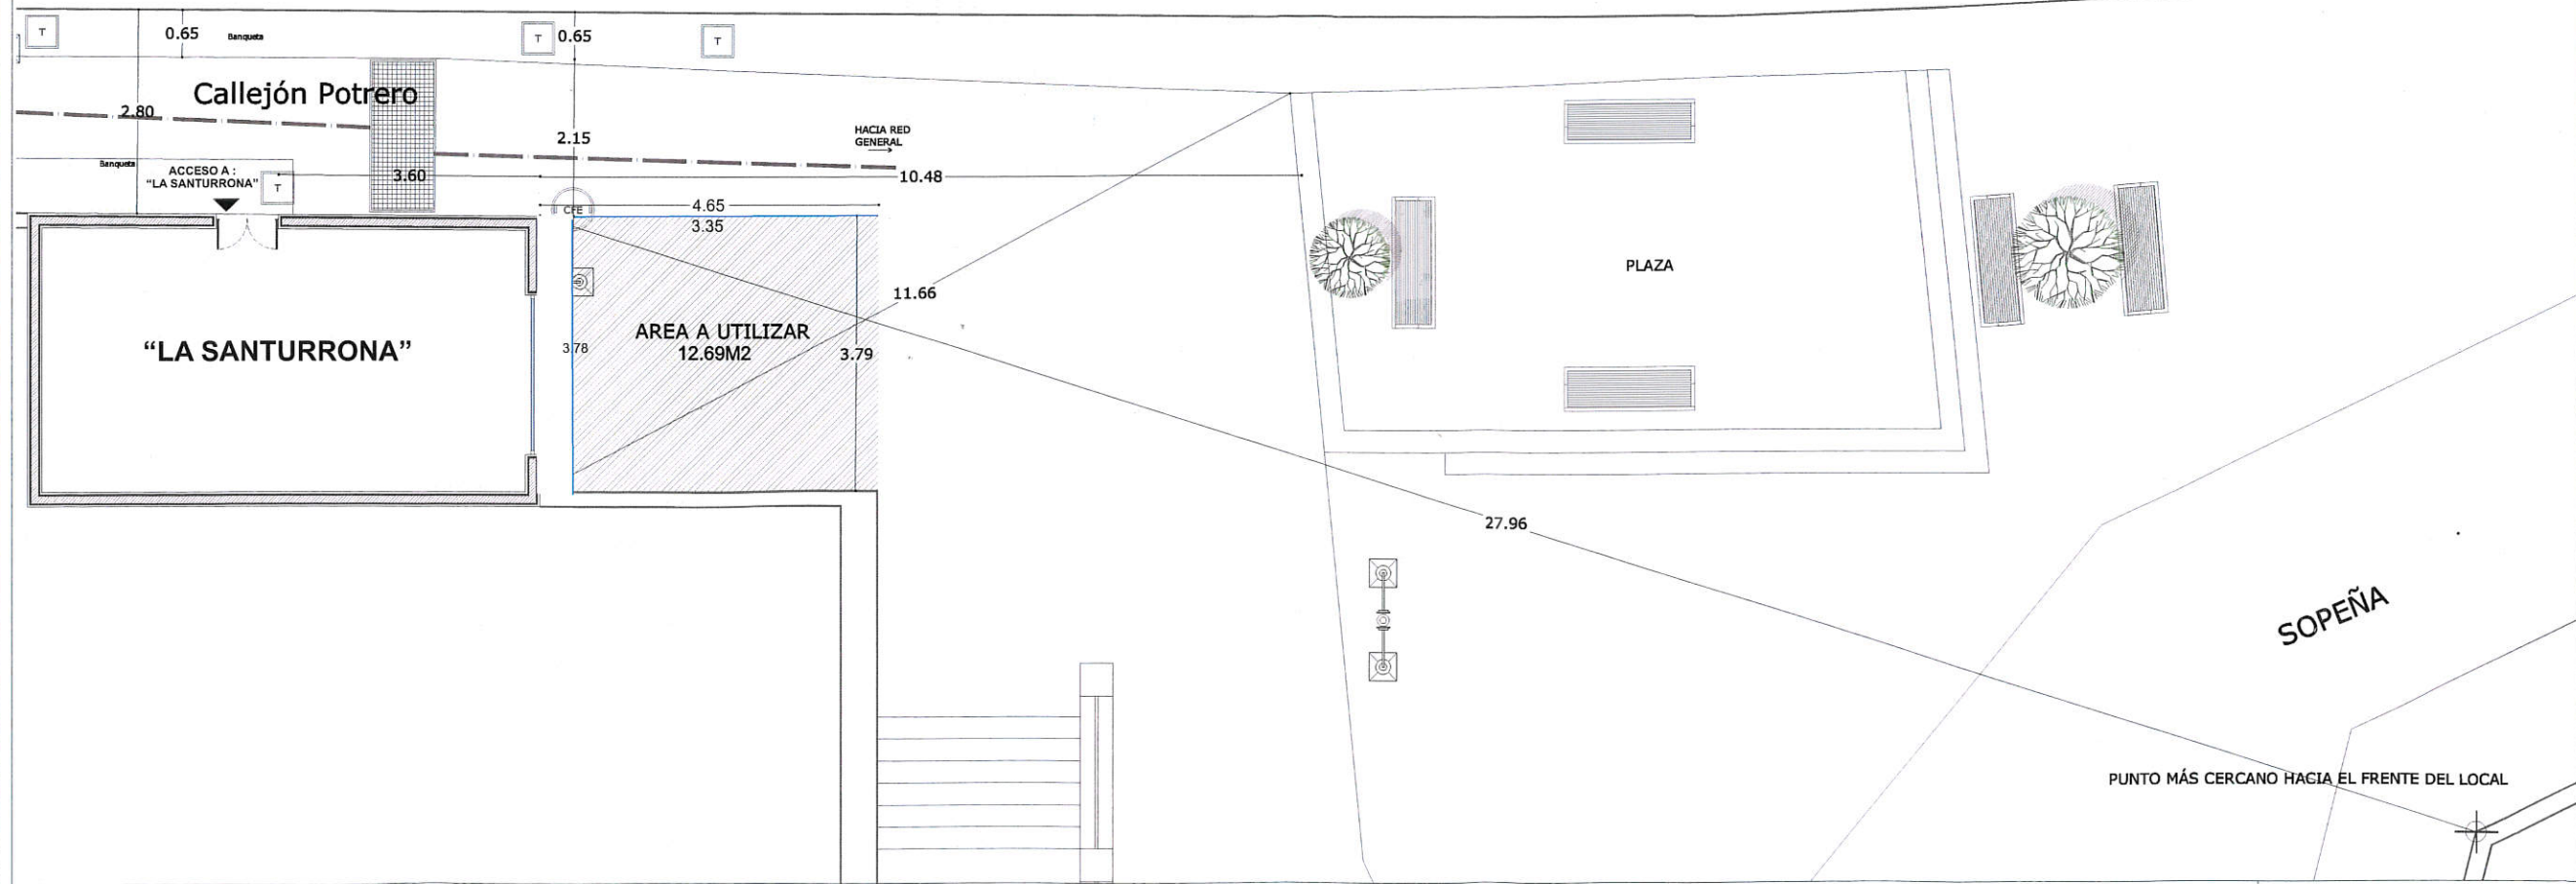 T
0.65
Banqueta
T
0.65
T
Callejón Potrero
2.80
2.15
HACIA RED
GENERAL
Banqueta
ACCESO A :
“LA SANTURRONA”
T
3.60
10.48
CFE
4.65
3.35
PLAZA
11.66
“LA SANTURRONA”
3.78
AREA A UTILIZAR
12.69M2
3.79
27.96
SOPEÑA
PUNTO MÁS CERCANO HACIA EL FRENTE DEL LOCAL